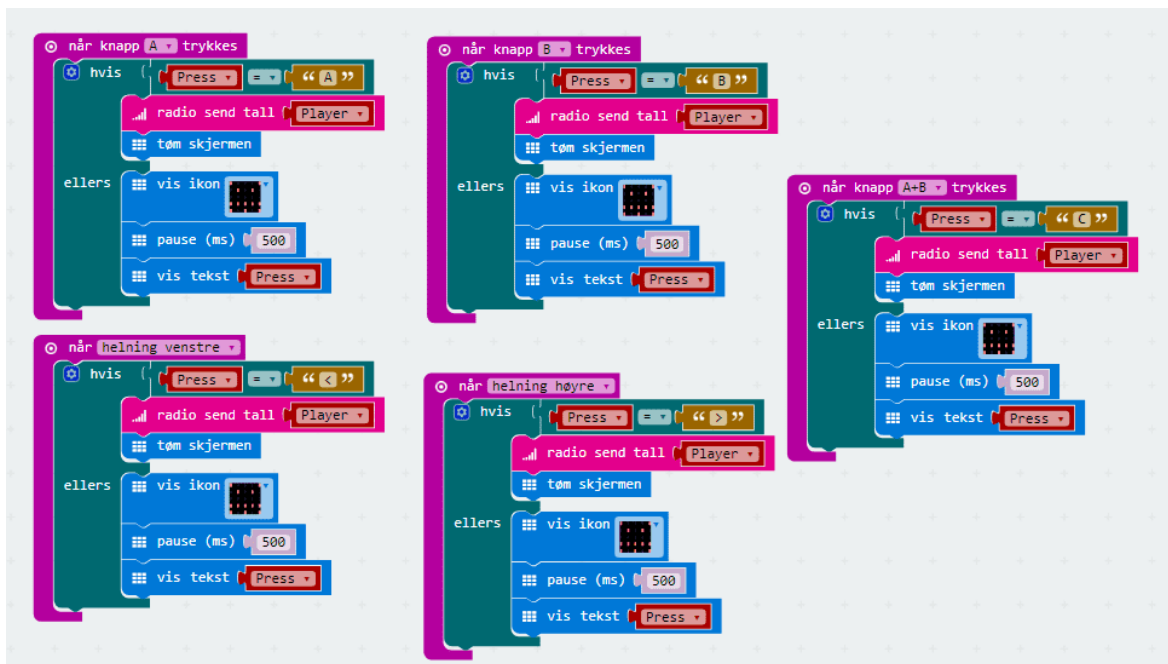 når knapp A trykkes
hvis Press = “ A ”
radio send tall Player
tøm skjermen
ellers vis ikon
pause (ms) 500
vis tekst Press
når knapp B trykkes
hvis Press = “ B ”
radio send tall Player
tøm skjermen
ellers vis ikon
pause (ms) 500
vis tekst Press
når knapp A+B trykkes
hvis Press = “ C ”
radio send tall Player
tøm skjermen
ellers vis ikon
pause (ms) 500
vis tekst Press
når helning venstre
hvis Press = “ < ”
radio send tall Player
tøm skjermen
ellers vis ikon
pause (ms) 500
vis tekst Press
når helning høyre
hvis Press = “ > ”
radio send tall Player
tøm skjermen
ellers vis ikon
pause (ms) 500
vis tekst Press